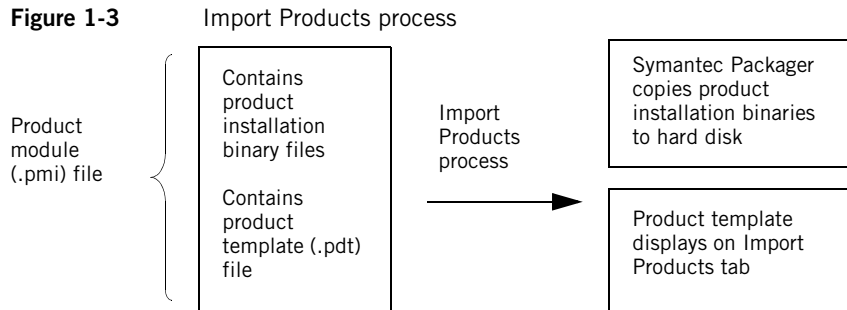 Figure 1-3 Import Products process
Product
module
(.pmi) file
Contains
product
installation
binary files
Contains
product
template (.pdt)
file
Import
Products
process
Symantec Packager
copies product
installation binaries
to hard disk
Product template
displays on Import
Products tab